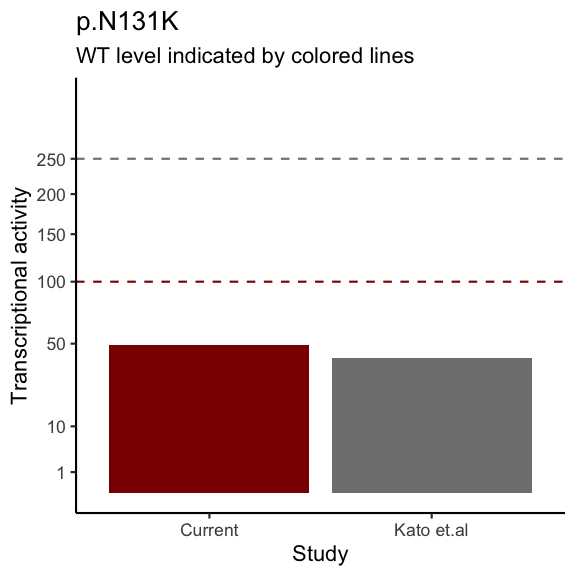 p.N131K
WT level indicated by colored lines
Transcriptional activity
250
200
150
100
50
10
1
Current
Kato et.al
Study